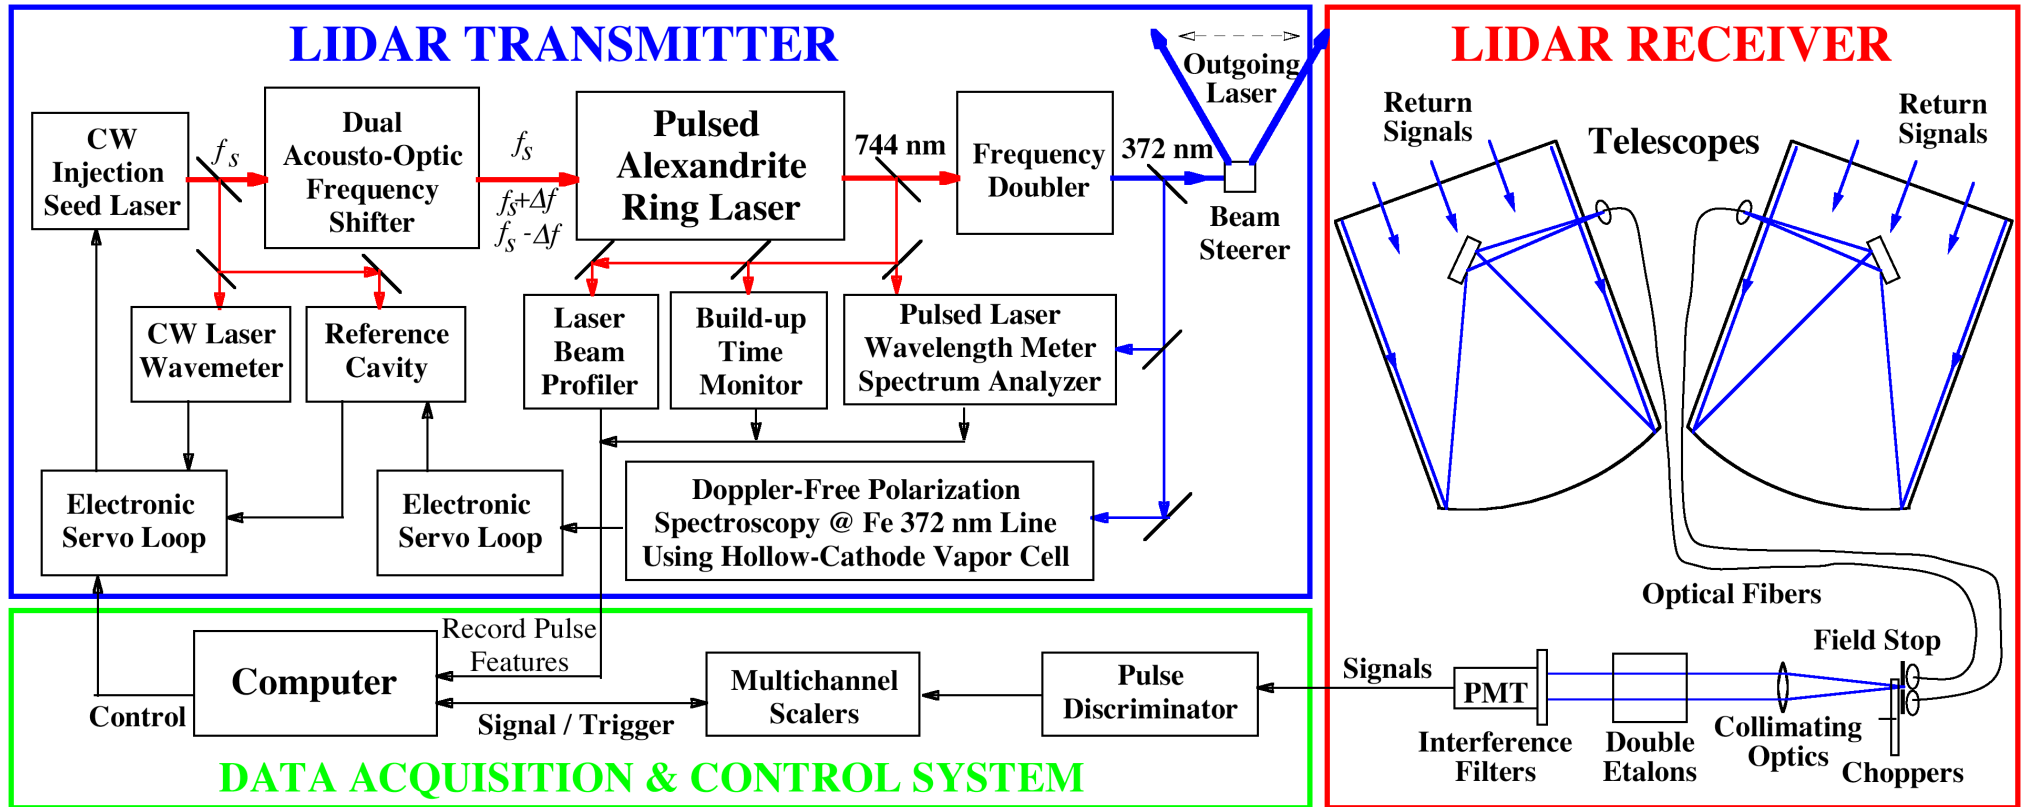 LIDAR TRANSMITTER
LIDAR RECEIVER
Outgoing
Laser
CW
Injection
Seed Laser
fS
Dual
Acousto-Optic
Frequency
Shifter
fS
fS+Δf
fS -Δf
Pulsed
Alexandrite
Ring Laser
744 nm
Frequency
Doubler
372 nm
Beam
Steerer
CW Laser
Wavemeter
Reference
Cavity
Laser
Beam
Profiler
Build-up
Time
Monitor
Pulsed Laser
Wavelength Meter
Spectrum Analyzer
Electronic
Servo Loop
Electronic
Servo Loop
Doppler-Free Polarization
Spectroscopy @ Fe 372 nm Line
Using Hollow-Cathode Vapor Cell
Return
Signals
Telescopes
Return
Signals
Optical Fibers
Field Stop
Signals
PMT
Interference
Filters
Double
Etalons
Collimating
Optics
Choppers
Record Pulse
Features
Computer
Control
Signal / Trigger
Multichannel
Scalers
Pulse
Discriminator
DATA ACQUISITION & CONTROL SYSTEM